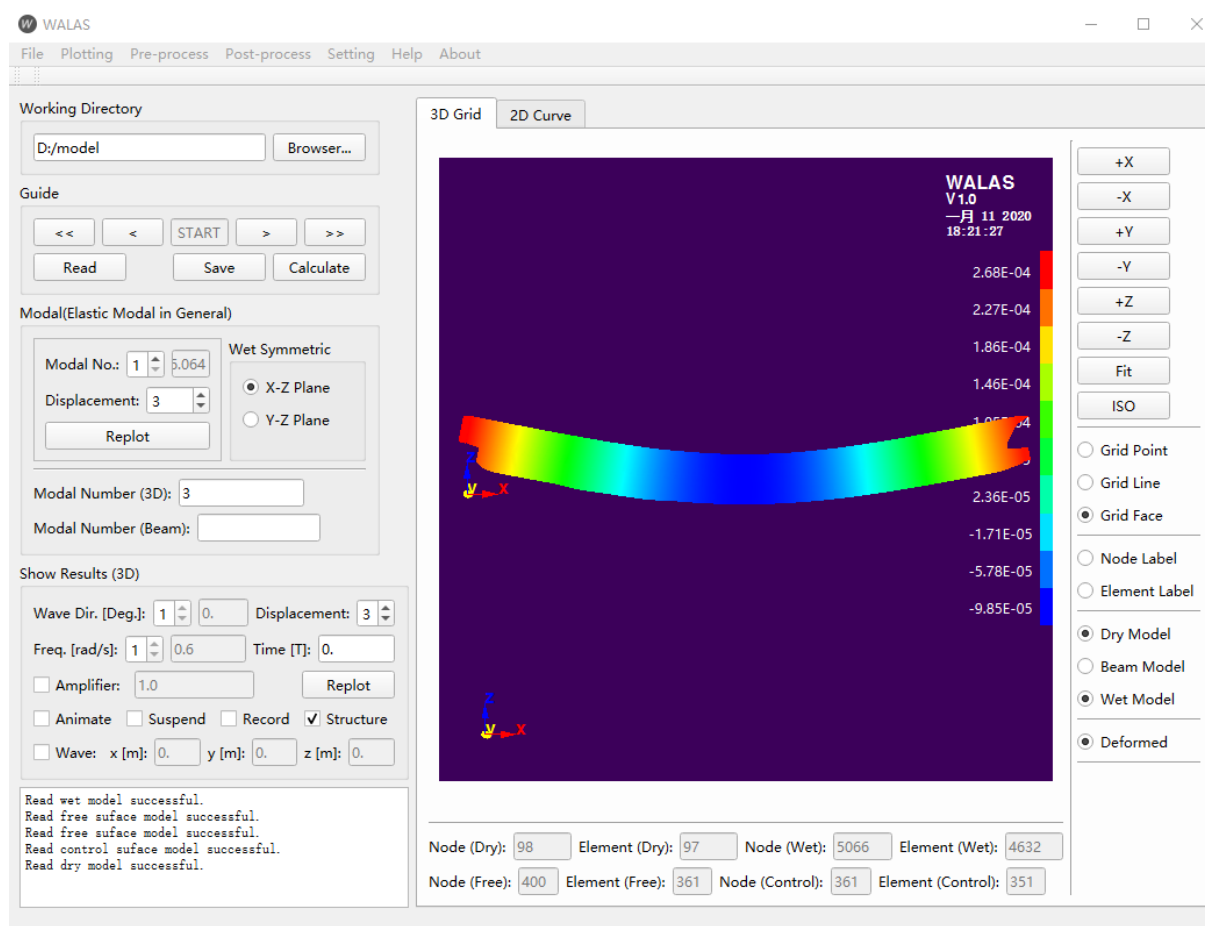 WALAS
File Plotting Pre-process Post-process Setting Help About
Working Directory
D:/model Browser...
Guide
<< < START > >>
Read Save Calculate
Modal(Elastic Modal in General)
Modal No.: 1 5.064
Displacement: 3
Replot
Wet Symmetric
X-Z Plane
Y-Z Plane
Modal Number (3D): 3
Modal Number (Beam):
Show Results (3D)
Wave Dir. [Deg.]: 1 0. Displacement: 3
Freq. [rad/s]: 1 0.6 Time [T]: 0.
Amplifier: 1.0 Replot
Animate Suspend Record Structure
Wave: x [m]: 0. y [m]: 0. z [m]: 0.
Read wet model successful.
Read free suface model successful.
Read free suface model successful.
Read control suface model successful.
Read dry model successful.
3D Grid 2D Curve
WALAS
V1.0
一月 11 2020
18:21:27
2.68E-04
2.27E-04
1.86E-04
1.46E-04
2.36E-05
-1.71E-05
-5.78E-05
-9.85E-05
Z
Y X
Z
Y X
Node (Dry): 98 Element (Dry): 97 Node (Wet): 5066 Element (Wet): 4632
Node (Free): 400 Element (Free): 361 Node (Control): 361 Element (Control): 351
+X
-X
+Y
-Y
+Z
-Z
Fit
ISO
Grid Point
Grid Line
Grid Face
Node Label
Element Label
Dry Model
Beam Model
Wet Model
Deformed